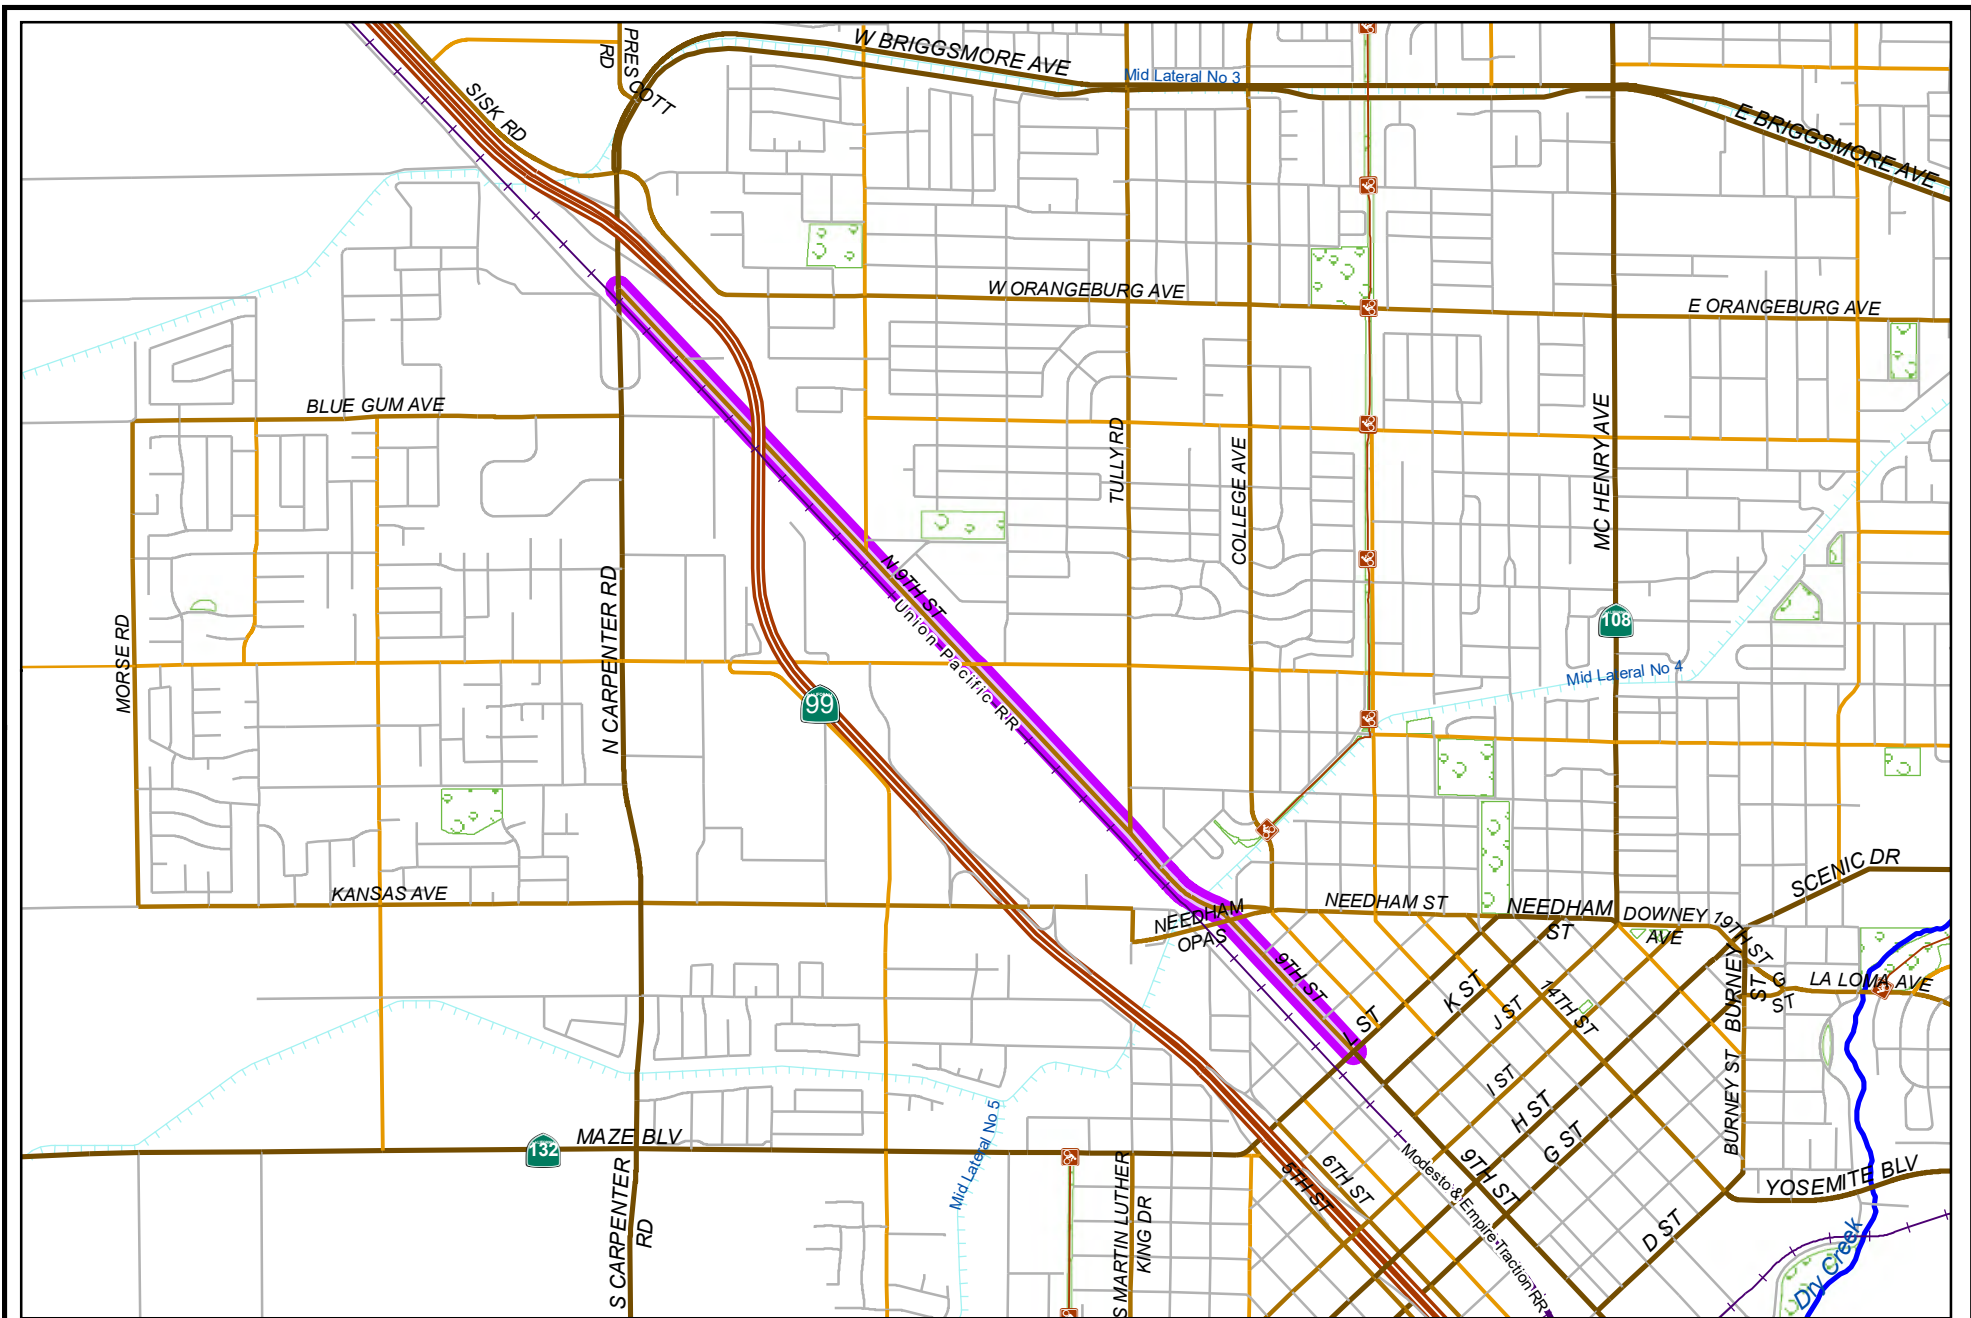 PRESCOTT
RD
W BRIGGSMORE AVE
Mid Lateral No 3
SISK RD
E BRIGGSMORE AVE
W ORANGEBURG AVE
E ORANGEBURG AVE
BLUE GUM AVE
TULLY RD
COLLEGE AVE
MC HENRY AVE
N 9TH ST
Union Pacific RR
MORSE RD
N CARPENTER RD
108
Mid Lateral No 4
99
KANSAS AVE
NEEDHAM
OPAS
NEEDHAM ST
NEEDHAM
ST
DOWNEY
AVE
19TH ST
SCENIC DR
BURNEY
ST
G
ST
LA LOMA AVE
9TH ST
L ST
K ST
J ST
14TH ST
I ST
H ST
G ST
BURNEY ST
132
MAZE BLV
Mid Lateral No 5
S CARPENTER
RD
S MARTIN LUTHER
KING DR
5TH ST
6TH ST
9TH ST
Modesto & Empire Traction RR
YOSEMITE BLV
D ST
Dry Creek